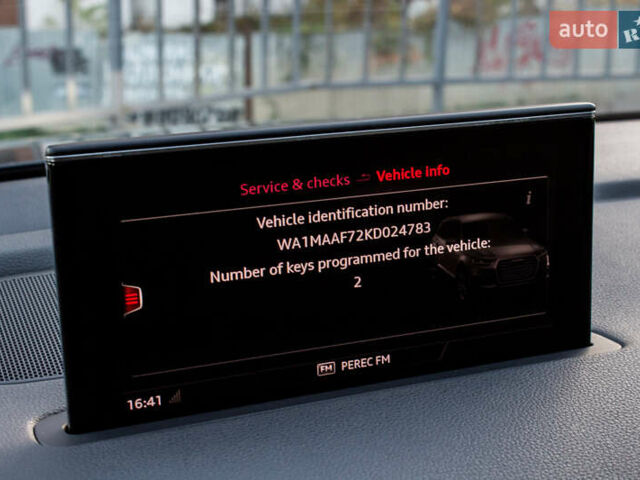 auto
R
Service & checks Vehicle info
i
Vehicle identification number:
WA1MAAF72KD024783
Number of keys programmed for the vehicle:
2
FM PEREC FM
16:41